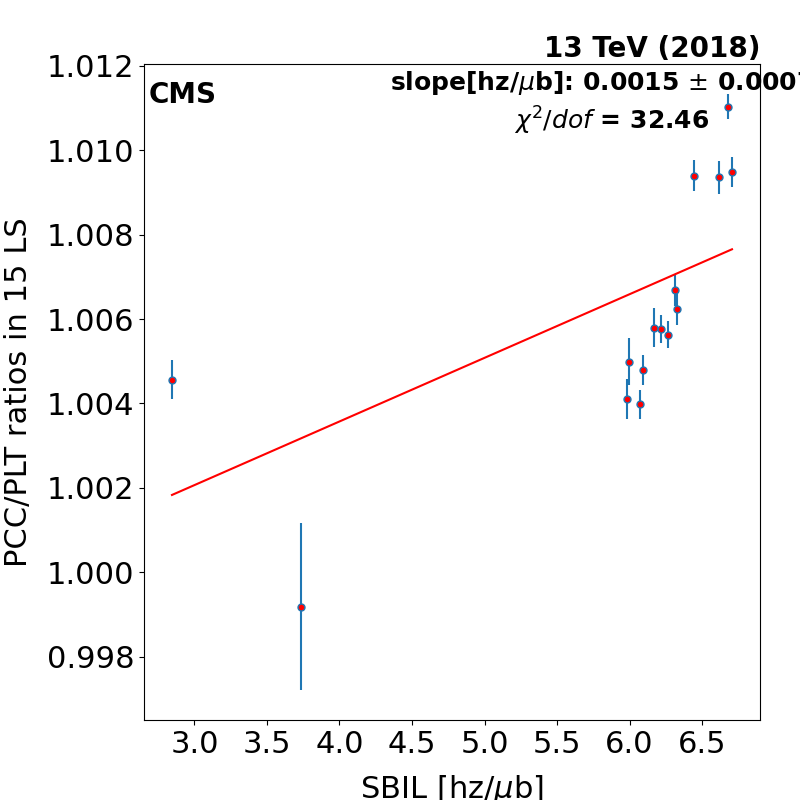 13 TeV (2018)
CMS
slope[hz/μb]: 0.0015 ± 0.0007
χ²/dof = 32.46
PCC/PLT ratios in 15 LS
1.012
1.010
1.008
1.006
1.004
1.002
1.000
0.998
3.0 3.5 4.0 4.5 5.0 5.5 6.0 6.5
SBIL [hz/μb]